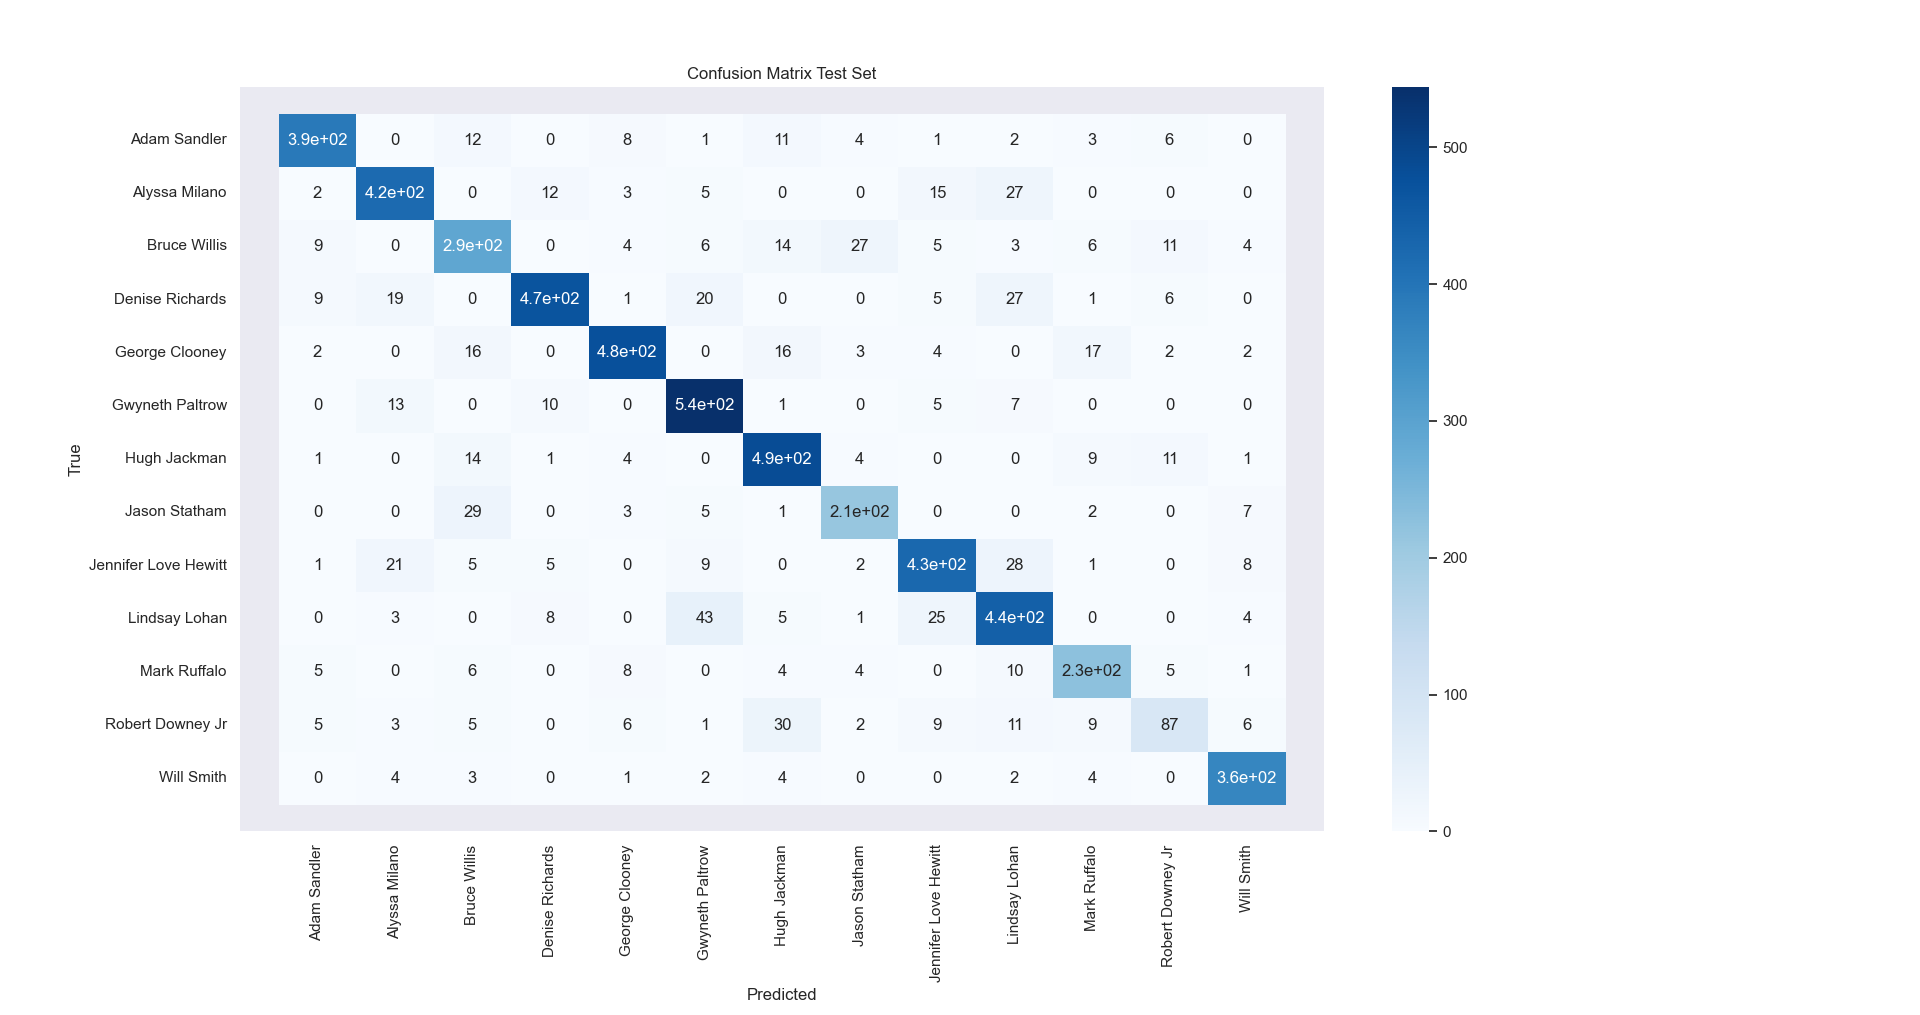 Confusion Matrix Test Set
Adam Sandler 3.9e+02 0 12 0 8 1 11 4 1 2 3 6 0
Alyssa Milano 2 4.2e+02 0 12 3 5 0 0 15 27 0 0 0
Bruce Willis 9 0 2.9e+02 0 4 6 14 27 5 3 6 11 4
Denise Richards 9 19 0 4.7e+02 1 20 0 0 5 27 1 6 0
George Clooney 2 0 16 0 4.8e+02 0 16 3 4 0 17 2 2
Gwyneth Paltrow 0 13 0 10 0 5.4e+02 1 0 5 7 0 0 0
Hugh Jackman 1 0 14 1 4 0 4.9e+02 4 0 0 9 11 1
Jason Statham 0 0 29 0 3 5 1 2.1e+02 0 0 2 0 7
Jennifer Love Hewitt 1 21 5 5 0 9 0 2 4.3e+02 28 1 0 8
Lindsay Lohan 0 3 0 8 0 43 5 1 25 4.4e+02 0 0 4
Mark Ruffalo 5 0 6 0 8 0 4 4 0 10 2.3e+02 5 1
Robert Downey Jr 5 3 5 0 6 1 30 2 9 11 9 87 6
Will Smith 0 4 3 0 1 2 4 0 0 2 4 0 3.6e+02
True
Adam Sandler
Alyssa Milano
Bruce Willis
Denise Richards
George Clooney
Gwyneth Paltrow
Hugh Jackman
Jason Statham
Jennifer Love Hewitt
Lindsay Lohan
Mark Ruffalo
Robert Downey Jr
Will Smith
Predicted
500
400
300
200
100
0